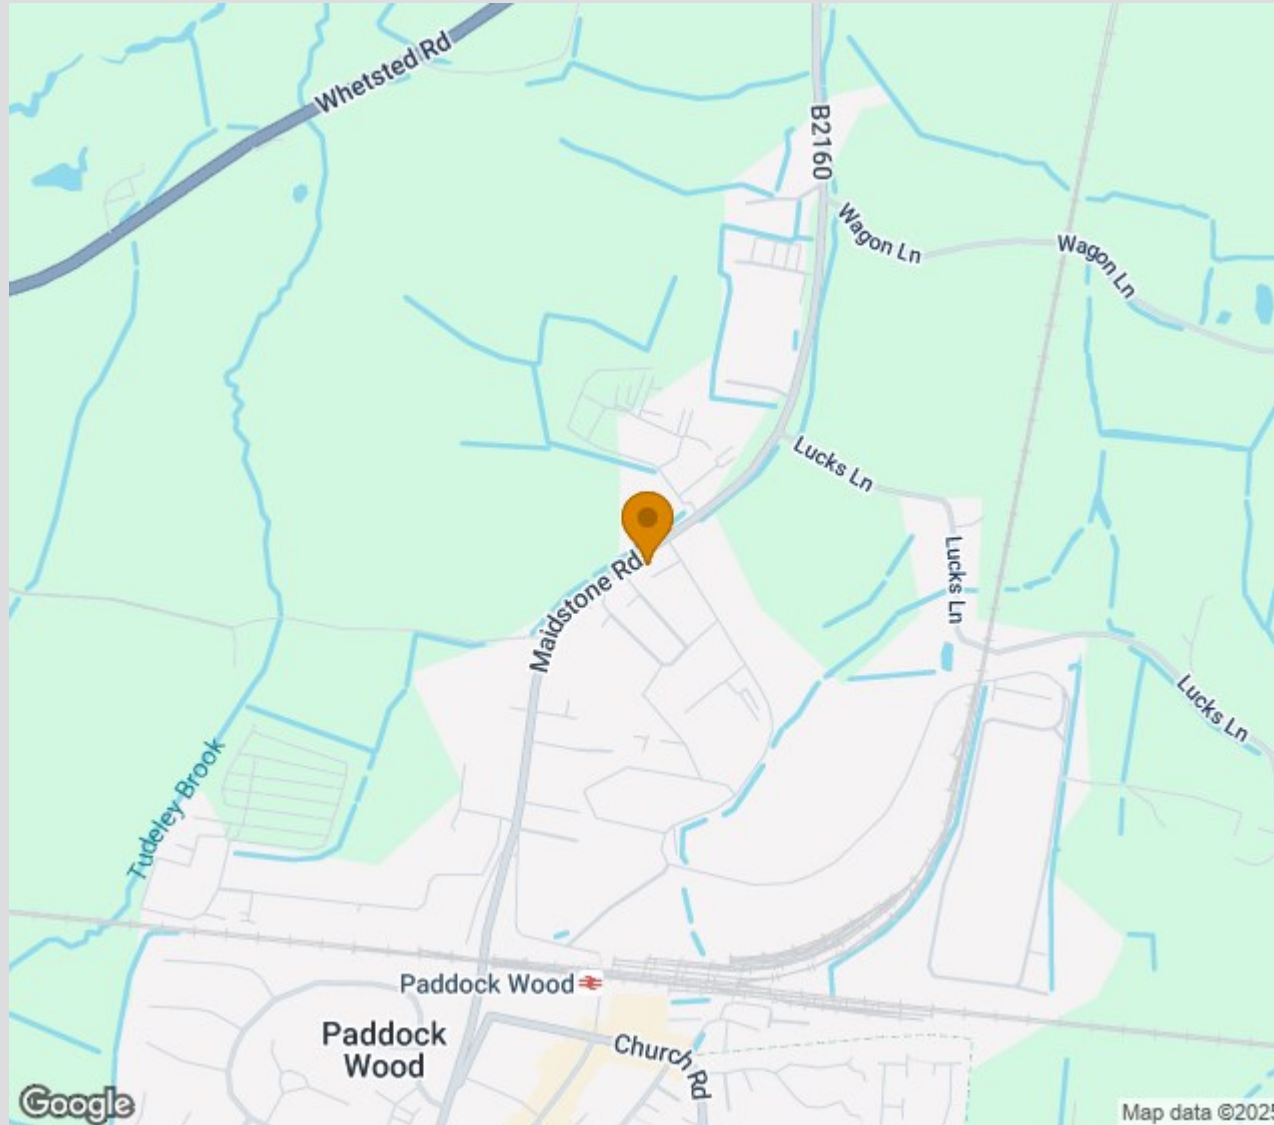 Whetsted Rd
B2160
Wagon Ln
Wagon Ln
Lucks Ln
Lucks Ln
Maidstone Rd
Lucks Ln
Tudeley Brook
Paddock Wood
Paddock
Wood
Church Rd
Google
Map data ©2025